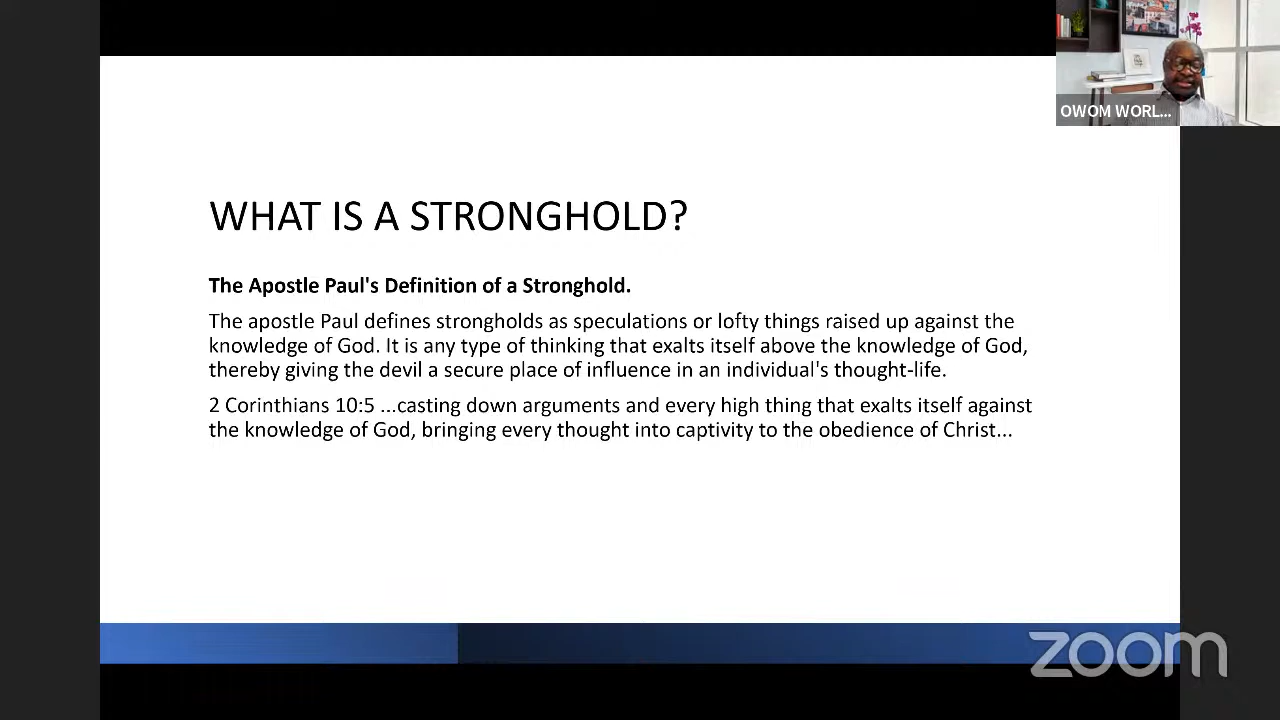 OWOM WORL...
WHAT IS A STRONGHOLD?
The Apostle Paul's Definition of a Stronghold.
The apostle Paul defines strongholds as speculations or lofty things raised up against the
knowledge of God. It is any type of thinking that exalts itself above the knowledge of God,
thereby giving the devil a secure place of influence in an individual's thought-life.
2 Corinthians 10:5 ...casting down arguments and every high thing that exalts itself against
the knowledge of God, bringing every thought into captivity to the obedience of Christ...
zoom